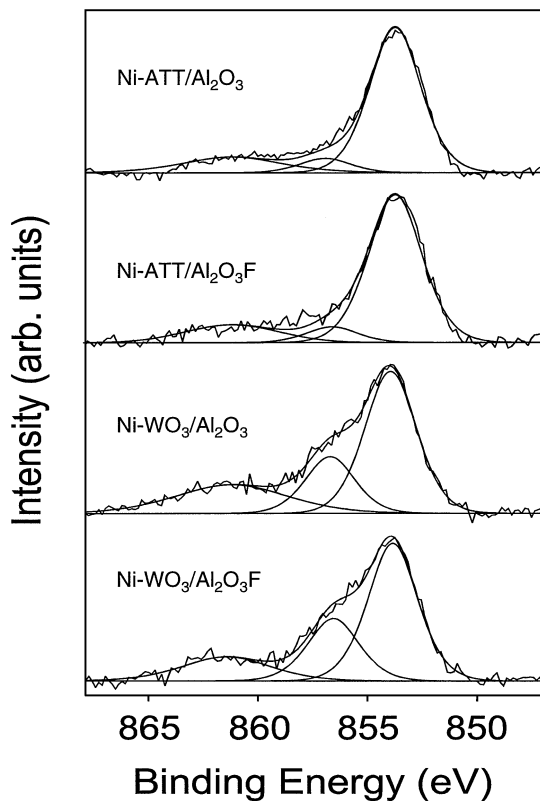 Ni-ATT/Al₂O₃
Ni-ATT/Al₂O₃F
Ni-WO₃/Al₂O₃
Ni-WO₃/Al₂O₃F
Intensity (arb. units)
865 860 855 850
Binding Energy (eV)